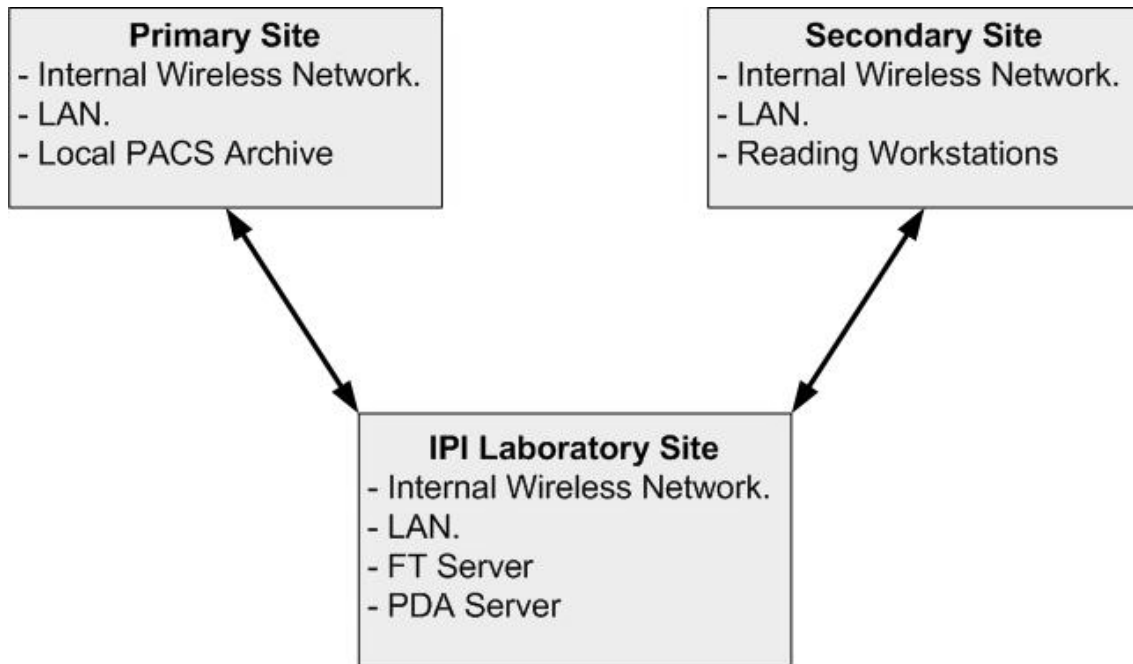 Primary Site
- Internal Wireless Network.
- LAN.
- Local PACS Archive
Secondary Site
- Internal Wireless Network.
- LAN.
- Reading Workstations
IPI Laboratory Site
- Internal Wireless Network.
- LAN.
- FT Server
- PDA Server